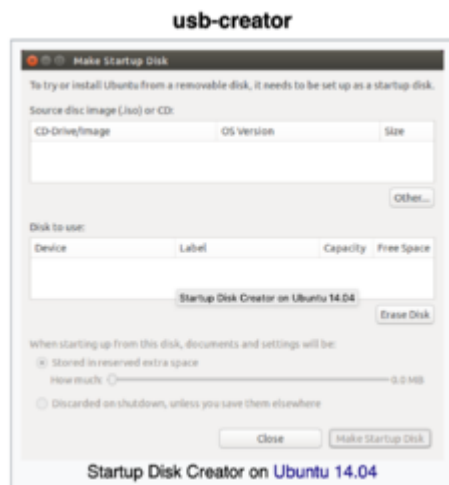 usb-creator
Make Startup Disk
To try or install Ubuntu from a removable disk, it needs to be set up as a startup disk.
Source disc image (.iso) or CD:
CD-Drive/Image OS Version Size
Other...
Disk to use:
Device Label Capacity Free Space
Startup Disk Creator on Ubuntu 14.04
Erase Disk
When starting up from this disk, documents and settings will be:
Stored in reserved extra space
How much: 0.0 MB
Discarded on shutdown, unless you save them elsewhere
Close Make Startup Disk
Startup Disk Creator on Ubuntu 14.04